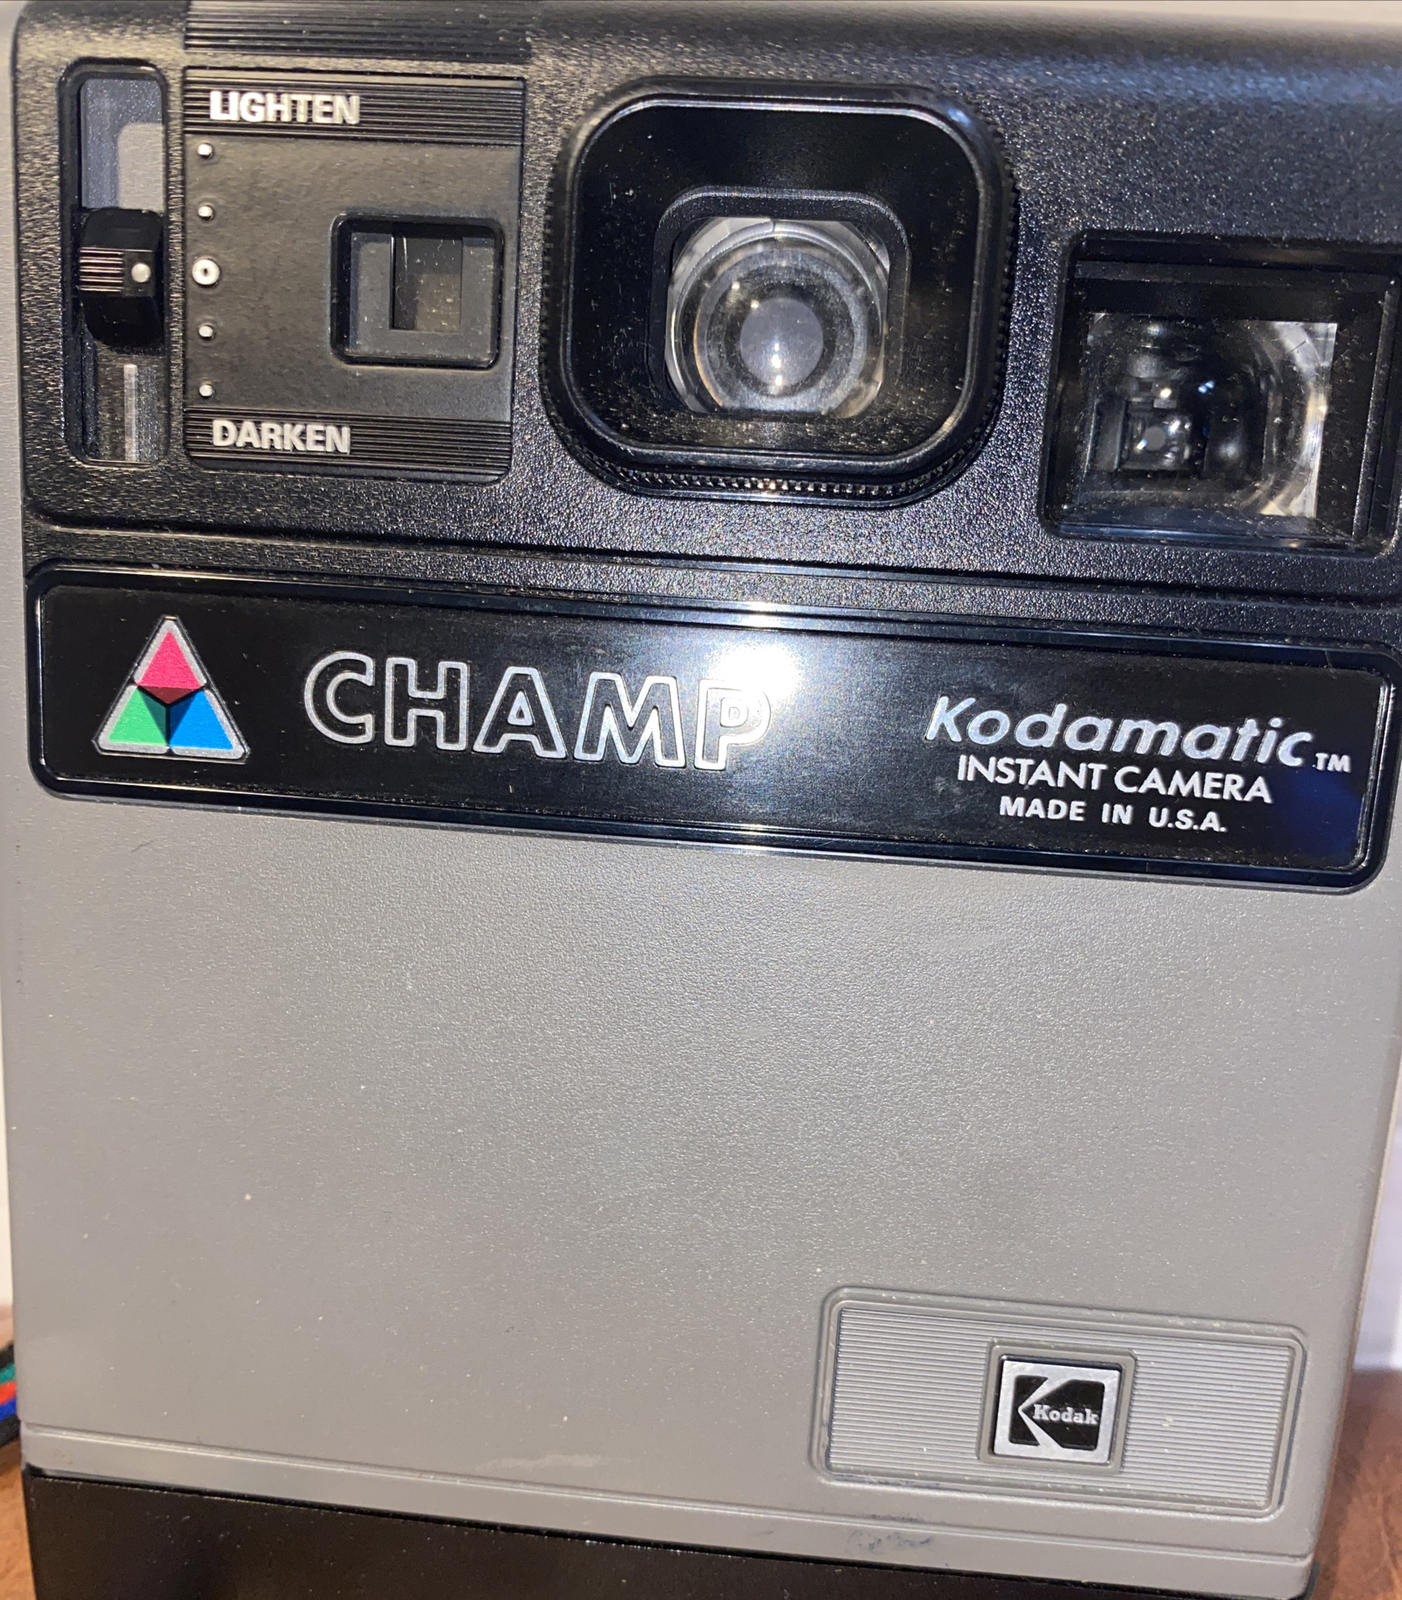 LIGHTEN
DARKEN
CHAMP
Kodamatic™
INSTANT CAMERA
MADE IN U.S.A.
Kodak